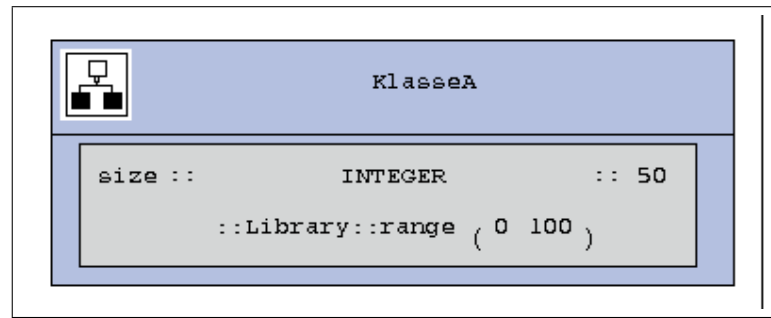 KlasseA
size :: INTEGER :: 50
::Library::range ( 0 100 )